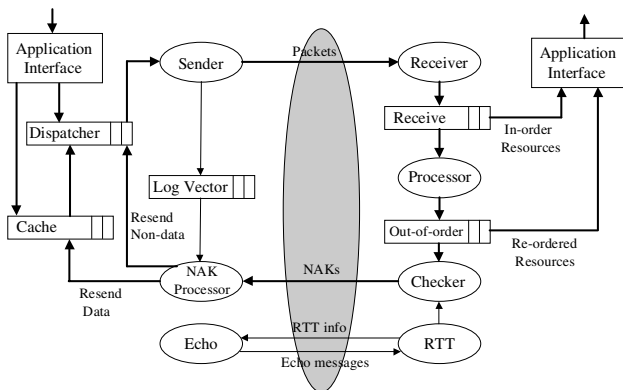 Application
Interface
Sender
Packets
Receiver
Application
Interface
Dispatcher
Receive
In-order
Resources
Processor
Log Vector
Cache
Resend
Non-data
Out-of-order
Re-ordered
Resources
NAK
Processor
NAKs
Checker
Resend
Data
RTT info
Echo
RTT
Echo messages